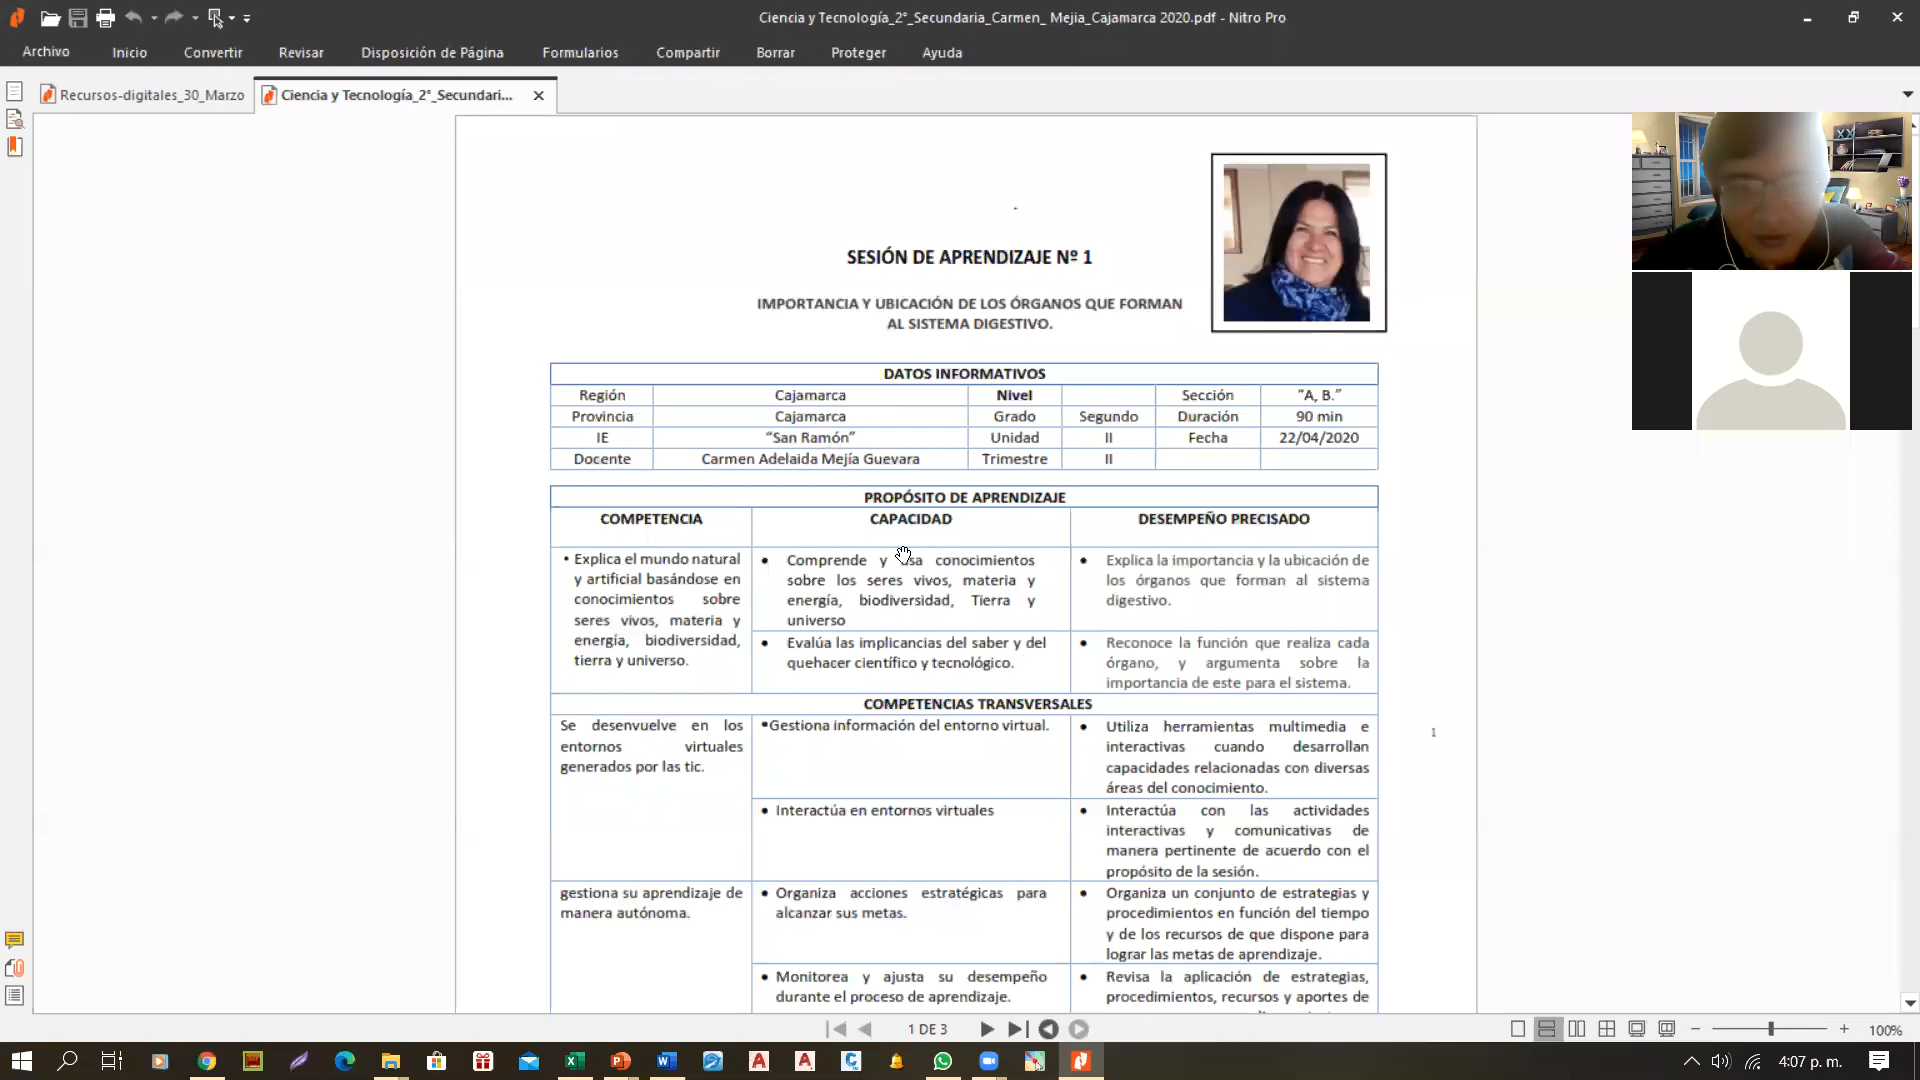 Ciencia y Tecnología_2°_Secundaria_Carmen_ Mejia_Cajamarca 2020.pdf - Nitro Pro
Archivo Inicio Convertir Revisar Disposición de Página Formularios Compartir Borrar Proteger Ayuda
Recursos-digitales_30_Marzo Ciencia y Tecnología_2°_Secundari...
SESIÓN DE APRENDIZAJE Nº 1
IMPORTANCIA Y UBICACIÓN DE LOS ÓRGANOS QUE FORMAN
AL SISTEMA DIGESTIVO.
DATOS INFORMATIVOS
Región Cajamarca Nivel Sección "A, B."
Provincia Cajamarca Grado Segundo Duración 90 min
IE "San Ramón" Unidad II Fecha 22/04/2020
Docente Carmen Adelaida Mejía Guevara Trimestre II
PROPÓSITO DE APRENDIZAJE
COMPETENCIA CAPACIDAD DESEMPEÑO PRECISADO
• Explica el mundo natural
y artificial basándose en
conocimientos sobre
seres vivos, materia y
energía, biodiversidad,
tierra y universo.
• Comprende y usa conocimientos
sobre los seres vivos, materia y
energía, biodiversidad, Tierra y
universo
• Explica la importancia y la ubicación de
los órganos que forman al sistema
digestivo.
• Evalúa las implicancias del saber y del
quehacer científico y tecnológico.
• Reconoce la función que realiza cada
órgano, y argumenta sobre la
importancia de este para el sistema.
COMPETENCIAS TRANSVERSALES
Se desenvuelve en los
entornos virtuales
generados por las tic.
•Gestiona información del entorno virtual.
• Utiliza herramientas multimedia e
interactivas cuando desarrollan
capacidades relacionadas con diversas
áreas del conocimiento.
1
• Interactúa en entornos virtuales
• Interactúa con las actividades
interactivas y comunicativas de
manera pertinente de acuerdo con el
propósito de la sesión.
gestiona su aprendizaje de
manera autónoma.
• Organiza acciones estratégicas para
alcanzar sus metas.
• Organiza un conjunto de estrategias y
procedimientos en función del tiempo
y de los recursos de que dispone para
lograr las metas de aprendizaje.
• Monitorea y ajusta su desempeño
durante el proceso de aprendizaje.
• Revisa la aplicación de estrategias,
procedimientos, recursos y aportes de
1 DE 3
100%
4:07 p. m.